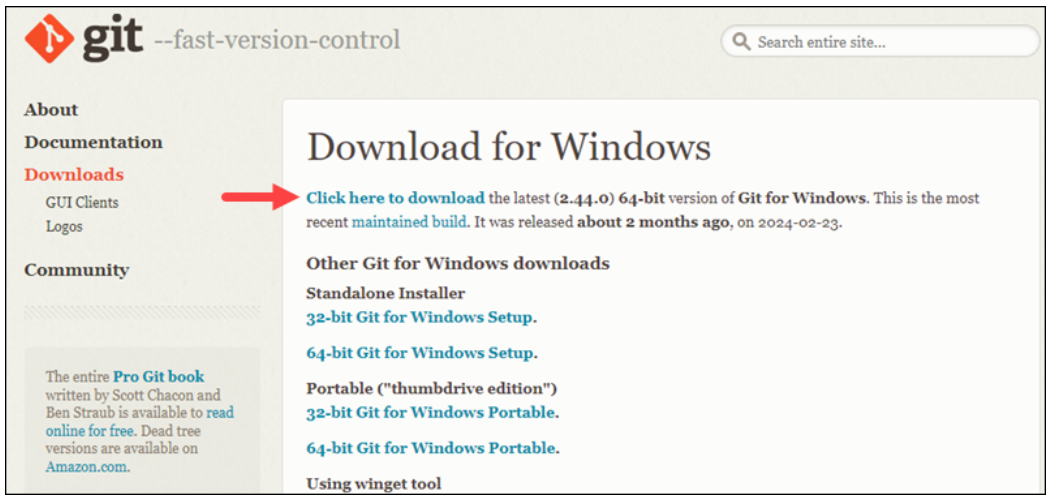 git --fast-version-control
Search entire site...
About
Documentation
Downloads
GUI Clients
Logos
Community
The entire Pro Git book
written by Scott Chacon and
Ben Straub is available to read
online for free. Dead tree
versions are available on
Amazon.com.
Download for Windows
Click here to download the latest (2.44.0) 64-bit version of Git for Windows. This is the most
recent maintained build. It was released about 2 months ago, on 2024-02-23.
Other Git for Windows downloads
Standalone Installer
32-bit Git for Windows Setup.
64-bit Git for Windows Setup.
Portable ("thumbdrive edition")
32-bit Git for Windows Portable.
64-bit Git for Windows Portable.
Using winget tool